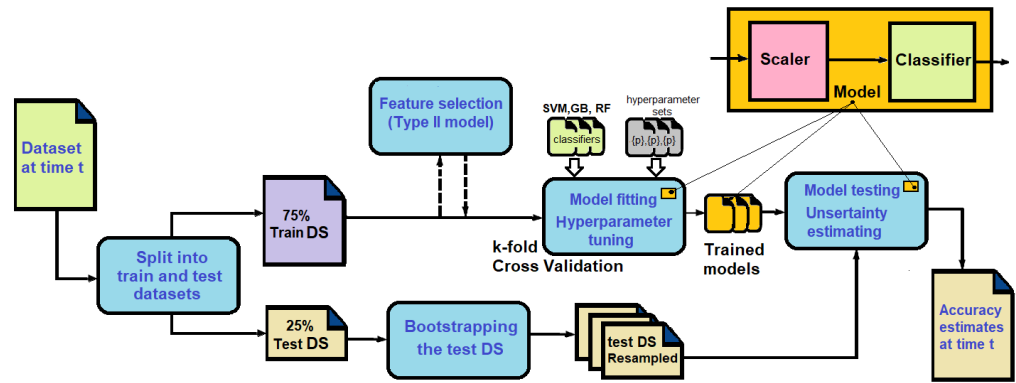 Scaler
Classifier
Model
Feature selection
(Type II model)
SVM,GB, RF
classifiers
hyperparameter
sets
{p},{p},{p}
Dataset
at time t
75%
Train DS
Model fitting
Hyperparameter
tuning
k-fold
Cross Validation
Trained
models
Model testing
Unsertainty
estimating
Split into
train and test
datasets
25%
Test DS
Bootstrapping
the test DS
test DS
Resampled
Accuracy
estimates
at time t